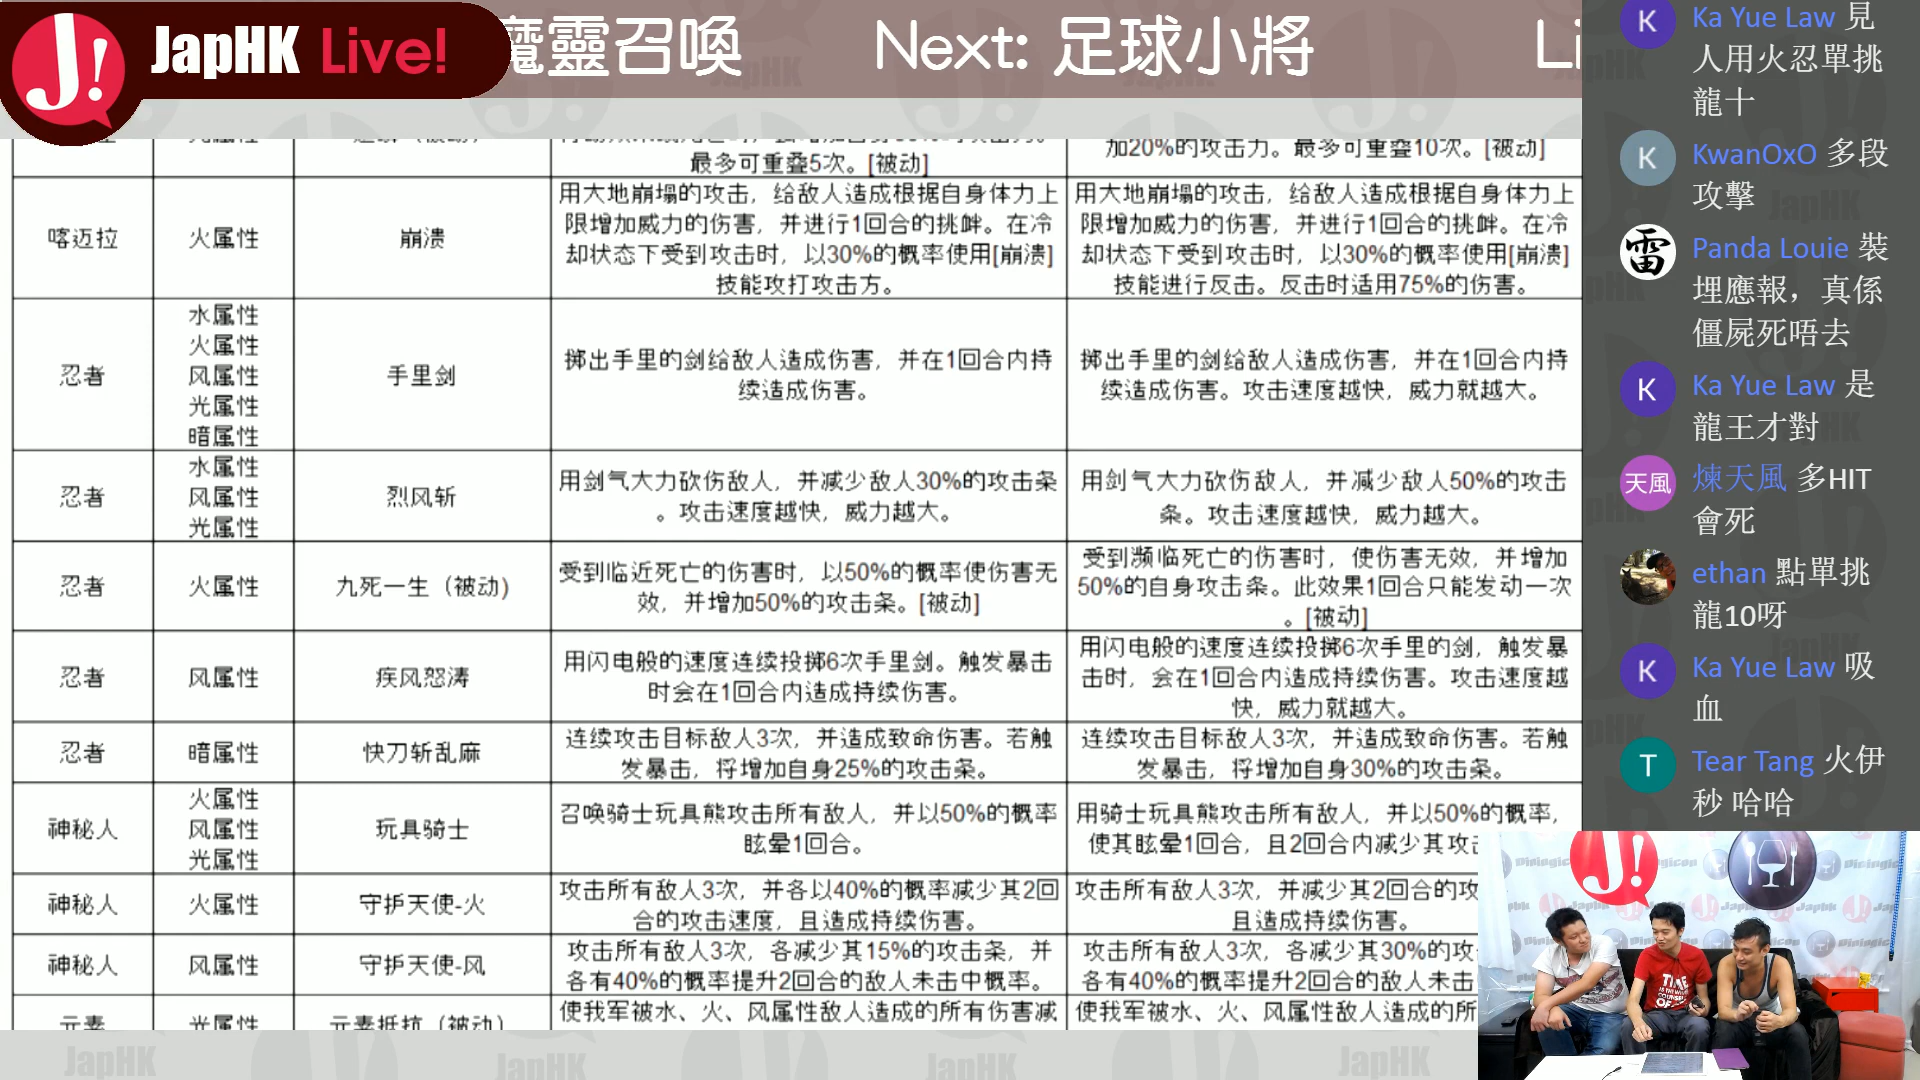 JapHK Live!
魔靈召喚
Next: 足球小將
Li
最多可重叠5次。[被动]
加20%的攻击力。最多可重叠10次。[被动]
喀迈拉
火属性
崩溃
用大地崩塌的攻击，给敌人造成根据自身体力上
限增加威力的伤害，并进行1回合的挑衅。在冷
却状态下受到攻击时，以30%的概率使用[崩溃]
技能攻打攻击方。
用大地崩塌的攻击，给敌人造成根据自身体力上
限增加威力的伤害，并进行1回合的挑衅。在冷
却状态下受到攻击时，以30%的概率使用[崩溃]
技能进行反击。反击时适用75%的伤害。
忍者
水属性
火属性
风属性
光属性
暗属性
手里剑
掷出手里的剑给敌人造成伤害，并在1回合内持
续造成伤害。
掷出手里的剑给敌人造成伤害，并在1回合内持
续造成伤害。攻击速度越快，威力就越大。
忍者
水属性
风属性
光属性
烈风斩
用剑气大力砍伤敌人，并减少敌人30%的攻击条
。攻击速度越快，威力越大。
用剑气大力砍伤敌人，并减少敌人50%的攻击
条。攻击速度越快，威力越大。
忍者
火属性
九死一生（被动）
受到临近死亡的伤害时，以50%的概率使伤害无
效，并增加50%的攻击条。[被动]
受到濒临死亡的伤害时，使伤害无效，并增加
50%的自身攻击条。此效果1回合只能发动一次
。[被动]
忍者
风属性
疾风怒涛
用闪电般的速度连续投掷6次手里剑。触发暴击
时会在1回合内造成持续伤害。
用闪电般的速度连续投掷6次手里的剑，触发暴
击时，会在1回合内造成持续伤害。攻击速度越
快，威力就越大。
忍者
暗属性
快刀斩乱麻
连续攻击目标敌人3次，并造成致命伤害。若触
发暴击，将增加自身25%的攻击条。
连续攻击目标敌人3次，并造成致命伤害。若触
发暴击，将增加自身30%的攻击条。
神秘人
火属性
风属性
光属性
玩具骑士
召唤骑士玩具熊攻击所有敌人，并以50%的概率
眩晕1回合。
用骑士玩具熊攻击所有敌人，并以50%的概率，
使其眩晕1回合，且2回合内减少其攻击
神秘人
火属性
守护天使-火
攻击所有敌人3次，并各以40%的概率减少其2回
合的攻击速度，且造成持续伤害。
攻击所有敌人3次，并减少其2回合的攻
且造成持续伤害。
神秘人
风属性
守护天使-风
攻击所有敌人3次，各减少其15%的攻击条，并
各有40%的概率提升2回合的敌人未击中概率。
攻击所有敌人3次，各减少其30%的攻
各有40%的概率提升2回合的敌人未击
元素
光属性
元素抵抗（被动）
使我军被水、火、风属性敌人造成的所有伤害减
使我军被水、火、风属性敌人造成的所
Ka Yue Law 見
人用火忍單挑
龍十
KwanOxO 多段
攻擊
Panda Louie 裝
埋應報，真係
僵屍死唔去
Ka Yue Law 是
龍王才對
煉天風 多HIT
會死
ethan 點單挑
龍10呀
Ka Yue Law 吸
血
Tear Tang 火伊
秒 哈哈